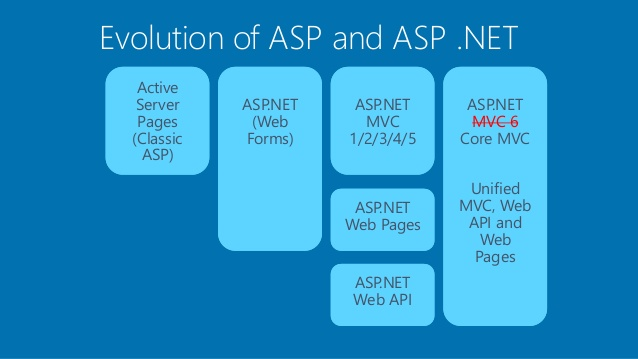 Evolution of ASP and ASP .NET
Active
Server
Pages
(Classic
ASP)
ASP.NET
(Web
Forms)
ASP.NET
MVC
1/2/3/4/5
ASP.NET
Web Pages
ASP.NET
Web API
ASP.NET
MVC 6
Core MVC
Unified
MVC, Web
API and
Web
Pages